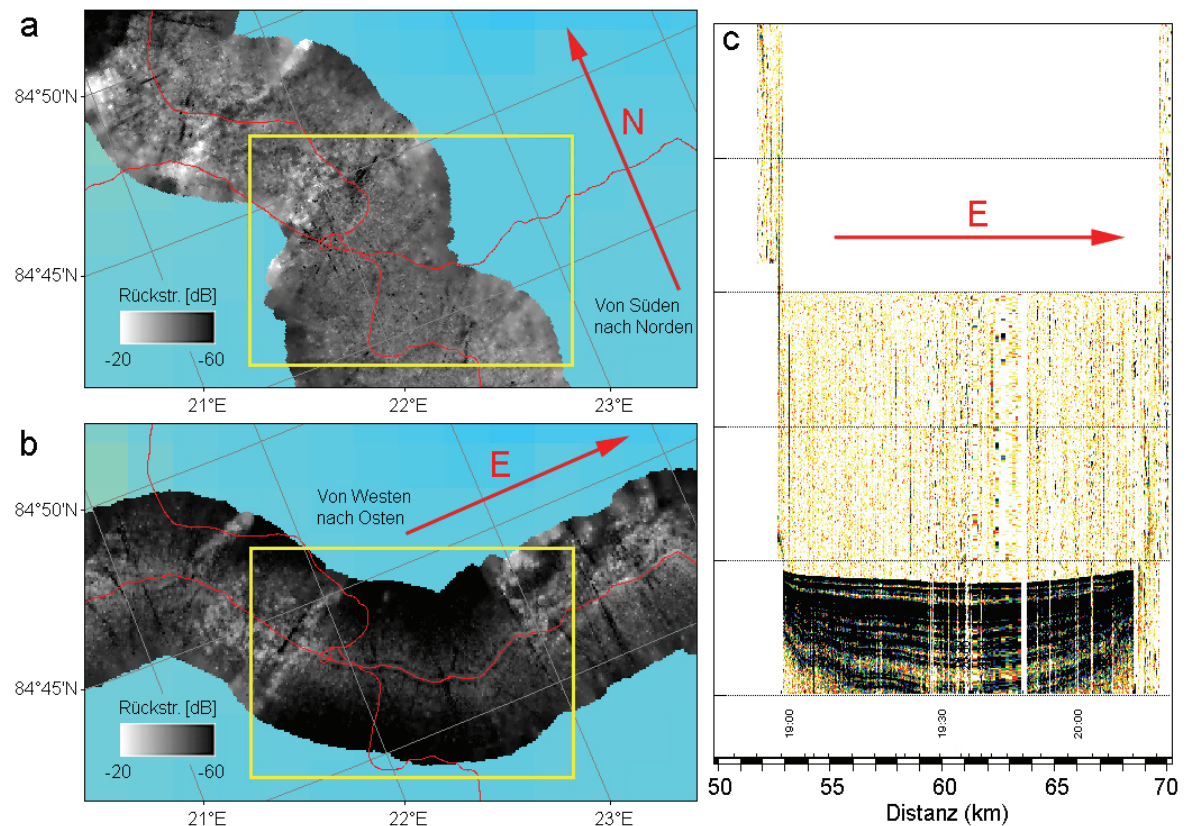 a
84°50'N
N
84°45'N
Rückstr. [dB]
-20 -60
Von Süden
nach Norden
21°E 22°E 23°E
b
E
Von Westen
nach Osten
84°50'N
84°45'N
Rückstr. [dB]
-20 -60
21°E 22°E 23°E
c
E
19:00 19:30 20:00
50 55 60 65 70
Distanz (km)